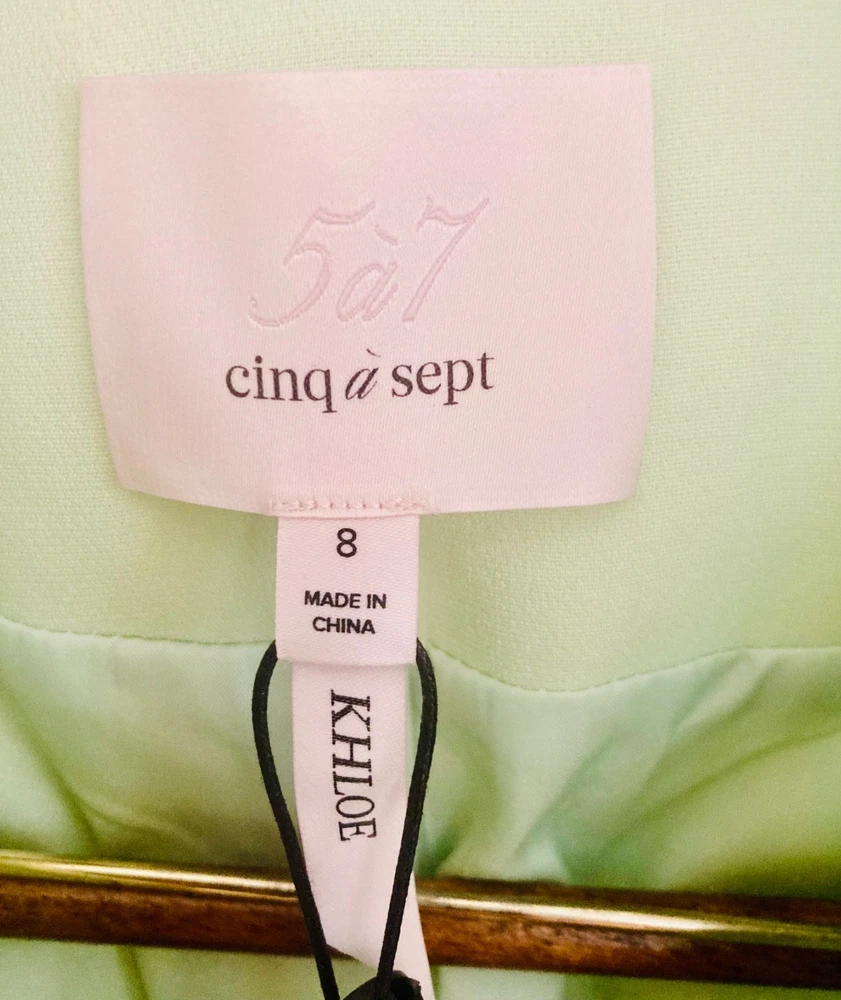 5à7
cinq à sept
8
MADE IN
CHINA
KHLOE